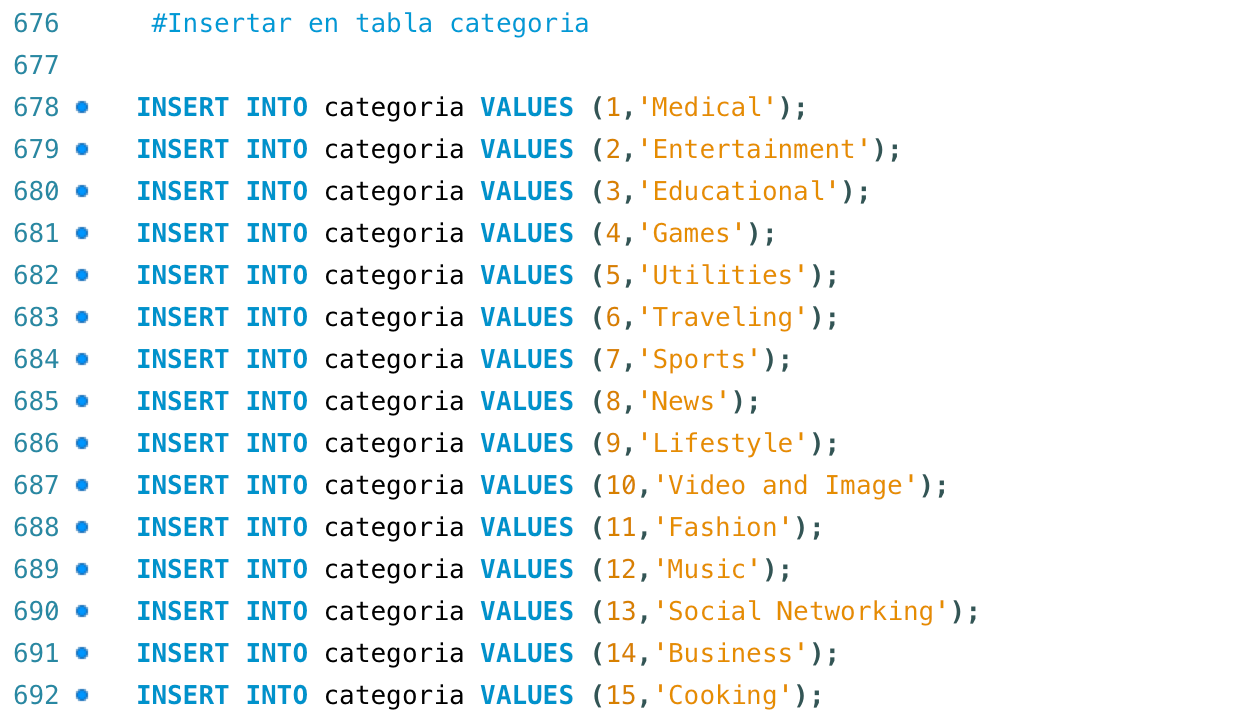 676 #Insertar en tabla categoria
677
678 INSERT INTO categoria VALUES (1,'Medical');
679 INSERT INTO categoria VALUES (2,'Entertainment');
680 INSERT INTO categoria VALUES (3,'Educational');
681 INSERT INTO categoria VALUES (4,'Games');
682 INSERT INTO categoria VALUES (5,'Utilities');
683 INSERT INTO categoria VALUES (6,'Traveling');
684 INSERT INTO categoria VALUES (7,'Sports');
685 INSERT INTO categoria VALUES (8,'News');
686 INSERT INTO categoria VALUES (9,'Lifestyle');
687 INSERT INTO categoria VALUES (10,'Video and Image');
688 INSERT INTO categoria VALUES (11,'Fashion');
689 INSERT INTO categoria VALUES (12,'Music');
690 INSERT INTO categoria VALUES (13,'Social Networking');
691 INSERT INTO categoria VALUES (14,'Business');
692 INSERT INTO categoria VALUES (15,'Cooking');